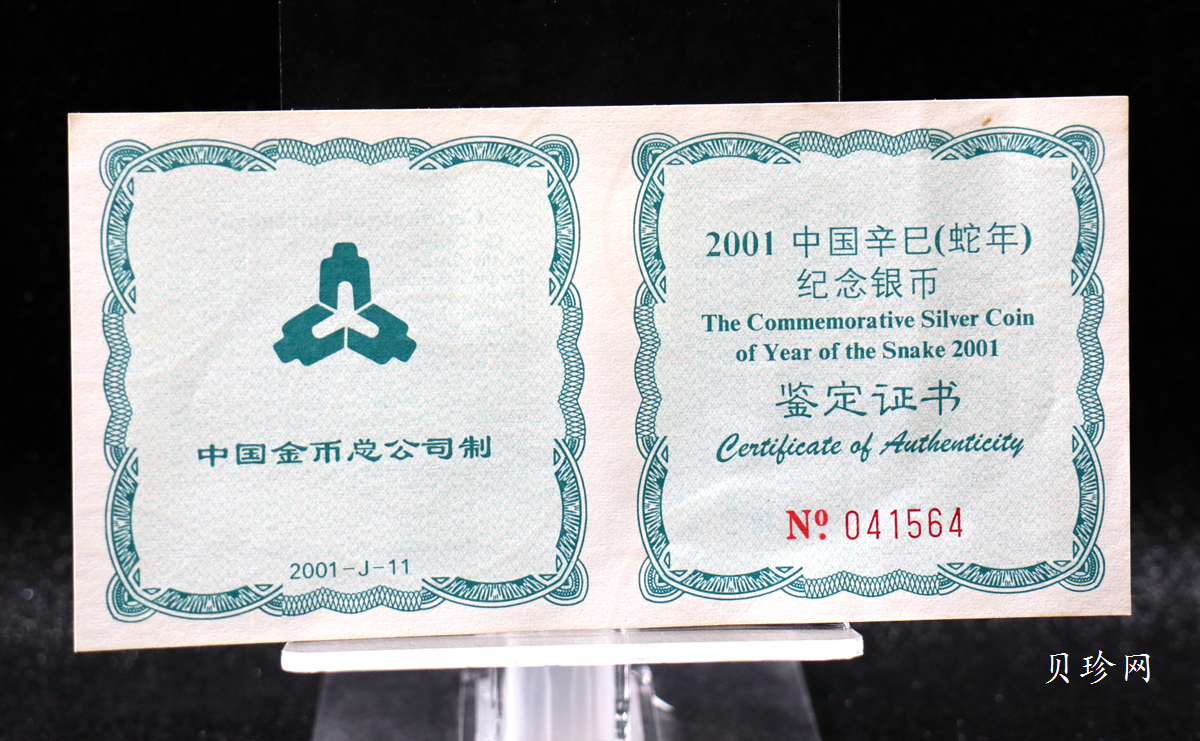 中国金币总公司制
2001-J-11
2001 中国辛巳(蛇年)
纪念银币
The Commemorative Silver Coin
of Year of the Snake 2001
鉴定证书
Certificate of Authenticity
Nº 041564
贝珍网